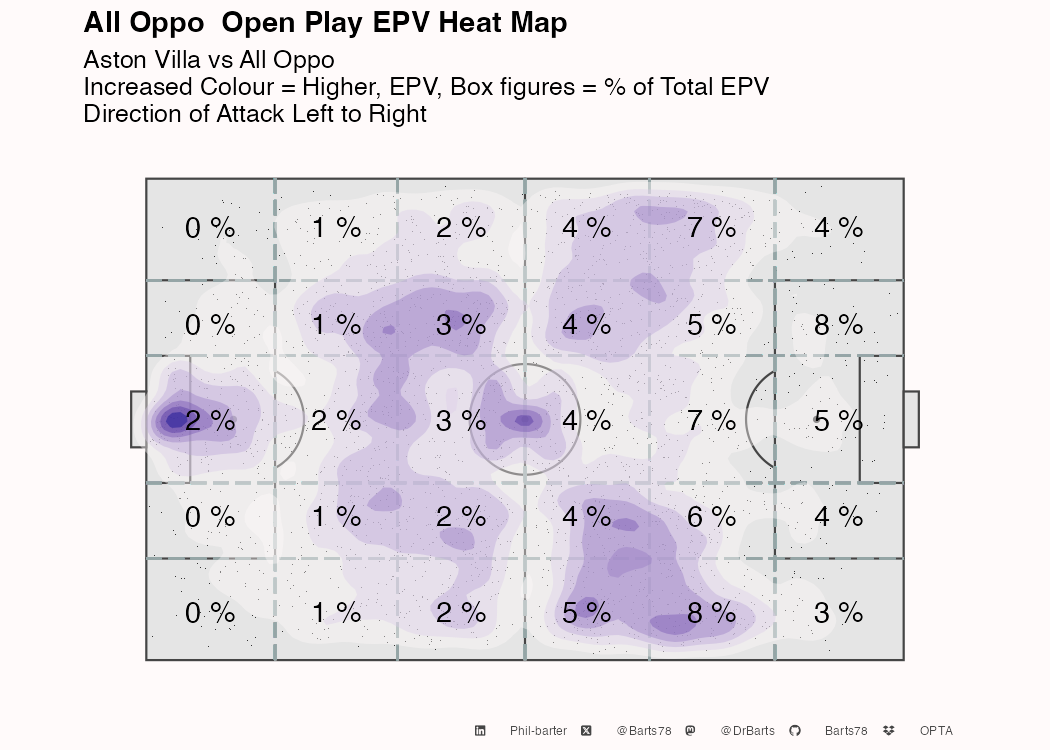 All Oppo  Open Play EPV Heat Map
Aston Villa vs All Oppo
Increased Colour = Higher, EPV, Box figures = % of Total EPV
Direction of Attack Left to Right
0 % 1 % 2 % 4 % 7 % 4 %
0 % 1 % 3 % 4 % 5 % 8 %
2 % 2 % 3 % 4 % 7 % 5 %
0 % 1 % 2 % 4 % 6 % 4 %
0 % 1 % 2 % 5 % 8 % 3 %
Phil-barter @Barts78 @DrBarts Barts78 OPTA